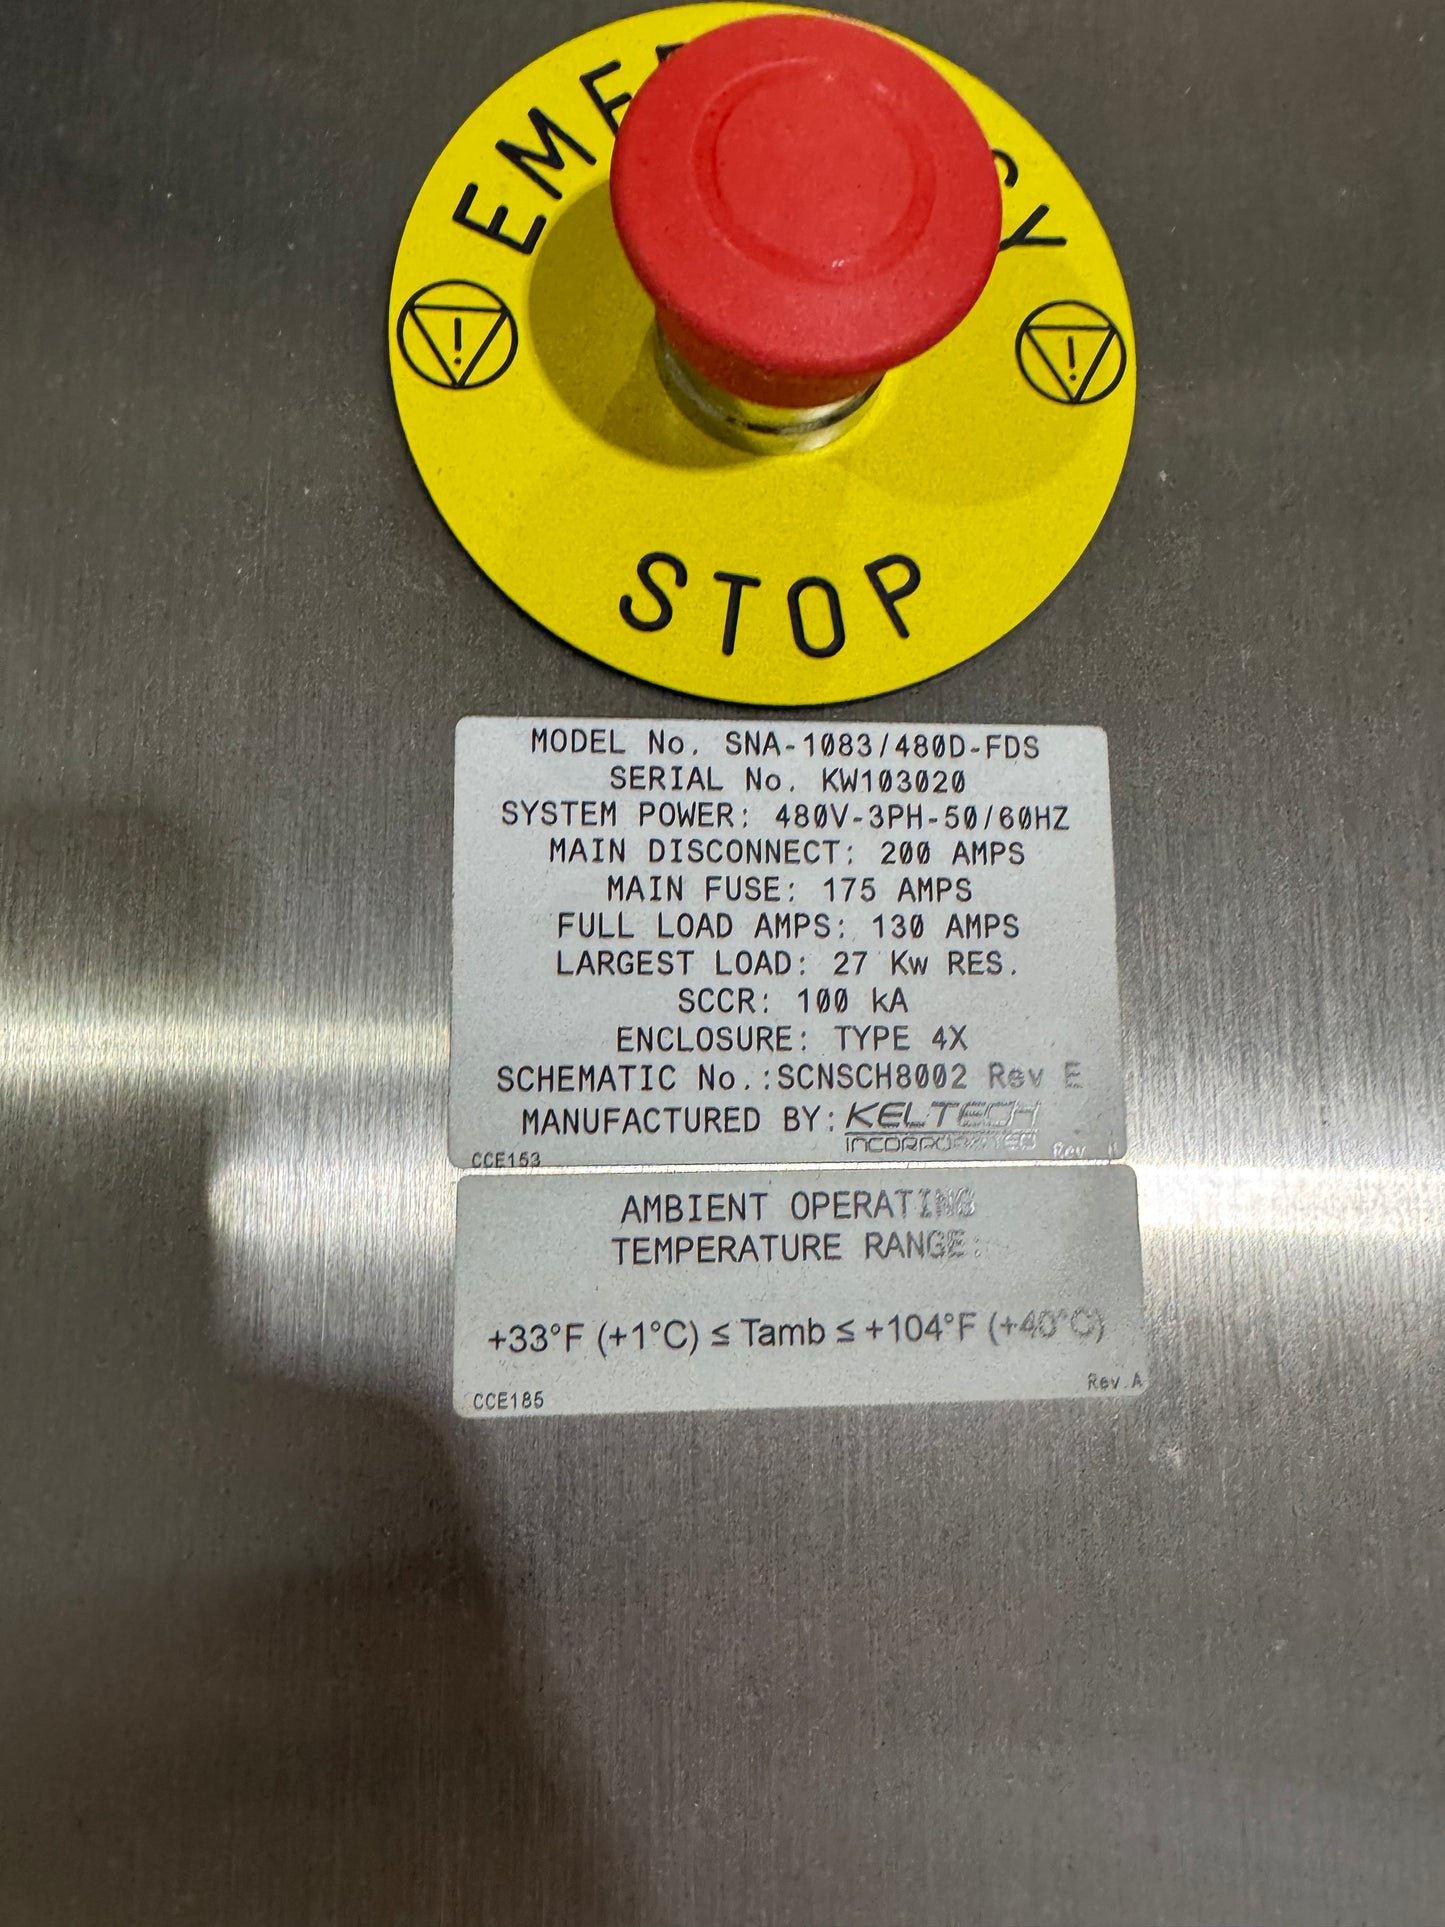 STOP
MODEL No. SNA-1083/480D-FDS
SERIAL No. KW103020
SYSTEM POWER: 480V-3PH-50/60HZ
MAIN DISCONNECT: 200 AMPS
MAIN FUSE: 175 AMPS
FULL LOAD AMPS: 130 AMPS
LARGEST LOAD: 27 Kw RES.
SCCR: 100 kA
ENCLOSURE: TYPE 4X
SCHEMATIC No.:SCNSCH8002 Rev E
MANUFACTURED BY: KELTECH
INCORPORATED
CCE153 Rev
AMBIENT OPERATING
TEMPERATURE RANGE:
+33°F (+1°C) ≤ Tamb ≤ +104°F (+40°C)
CCE185 Rev.A